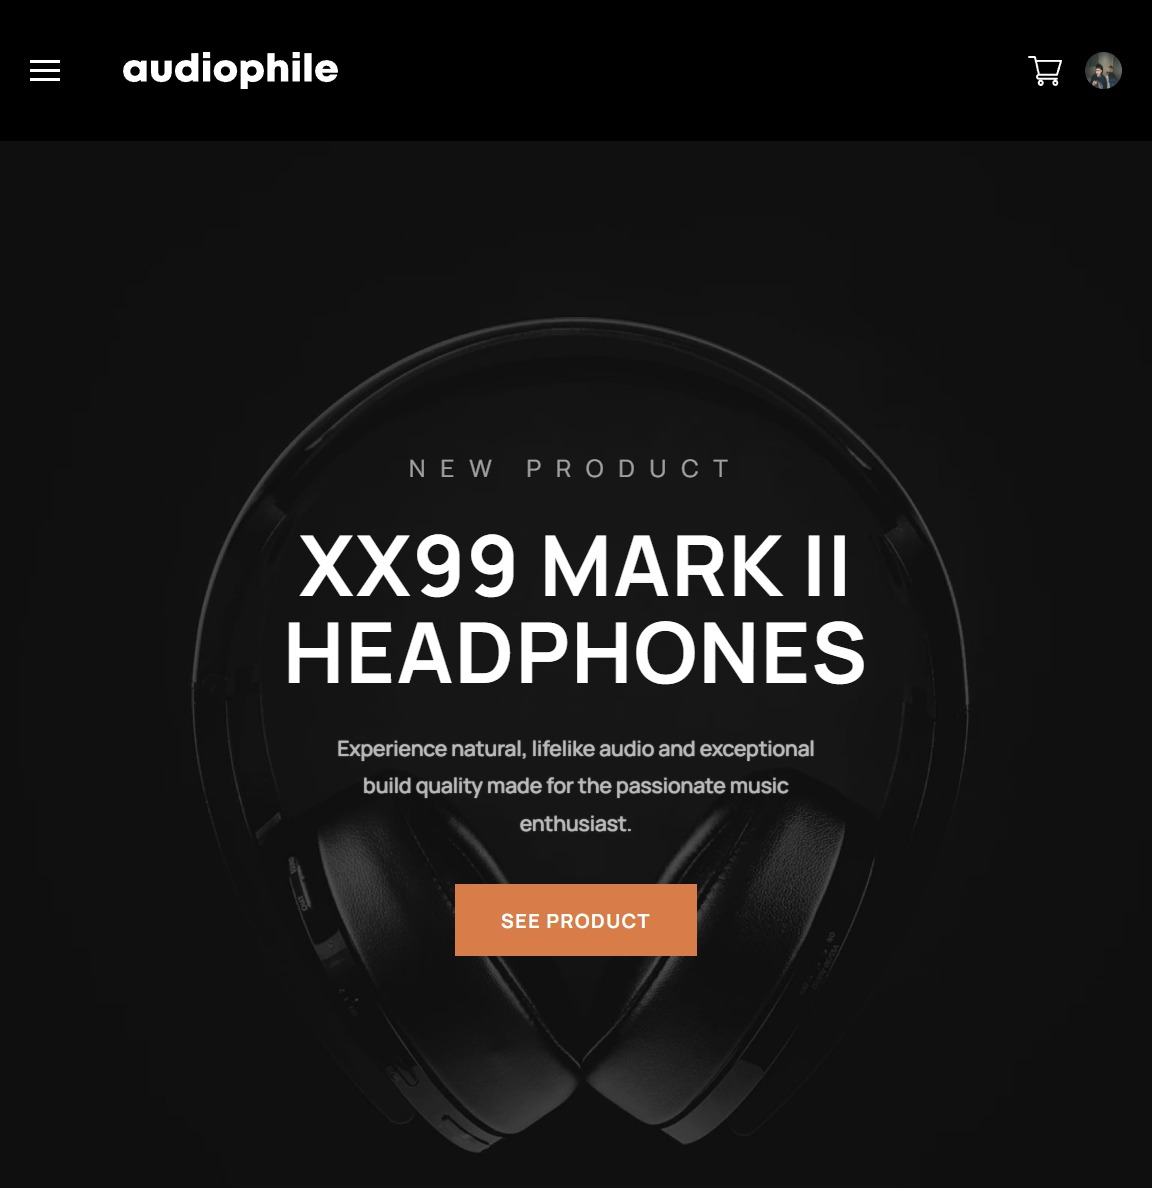 audiophile
NEW PRODUCT
XX99 MARK II
HEADPHONES
Experience natural, lifelike audio and exceptional
build quality made for the passionate music
enthusiast.
SEE PRODUCT